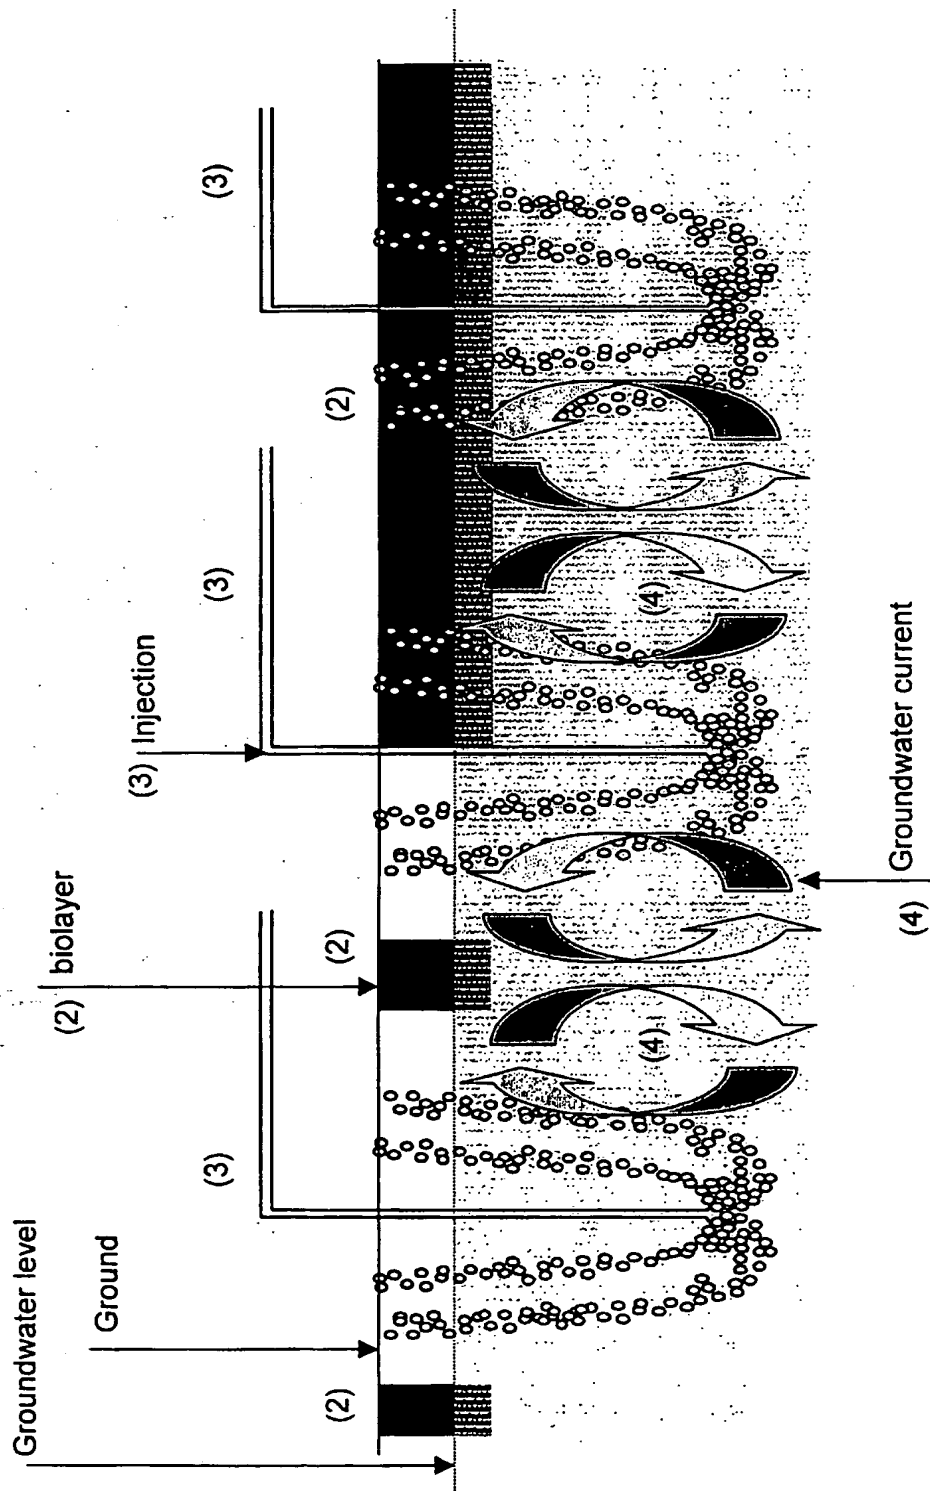 Groundwater level
Ground
(2) biolayer
(3) Injection
(3)
(3)
(3)
(2)
(2)
(2)
(4)
(4)
(4) Groundwater current